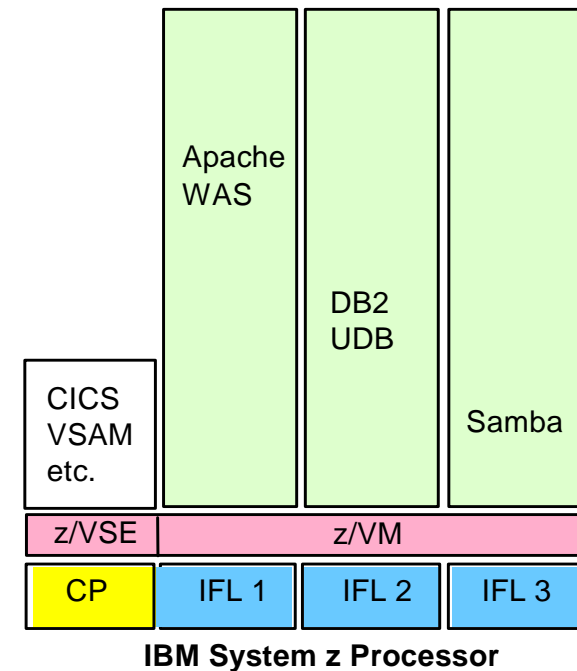 Apache
WAS
DB2
UDB
CICS
VSAM
etc.
Samba
z/VSE
z/VM
CP
IFL 1
IFL 2
IFL 3
IBM System z Processor